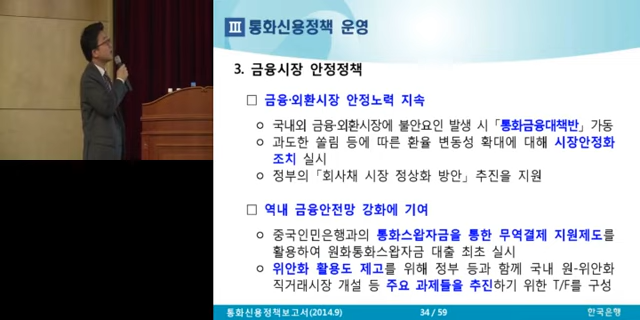 Ⅲ 통화신용정책 운영
3. 금융시장 안정정책
□ 금융·외환시장 안정노력 지속
○ 국내외 금융·외환시장에 불안요인 발생 시 「통화금융대책반」 가동
○ 과도한 쏠림 등에 따른 환율 변동성 확대에 대해 시장안정화
조치 실시
○ 정부의 「회사채 시장 정상화 방안」 추진을 지원
□ 역내 금융안전망 강화에 기여
○ 중국인민은행과의 통화스왑자금을 통한 무역결제 지원제도를
활용하여 원화통화스왑자금 대출 최초 실시
○ 위안화 활용도 제고를 위해 정부 등과 함께 국내 원-위안화
직거래시장 개설 등 주요 과제들을 추진하기 위한 T/F를 구성
통화신용정책보고서(2014.9) 34 / 59 한국은행